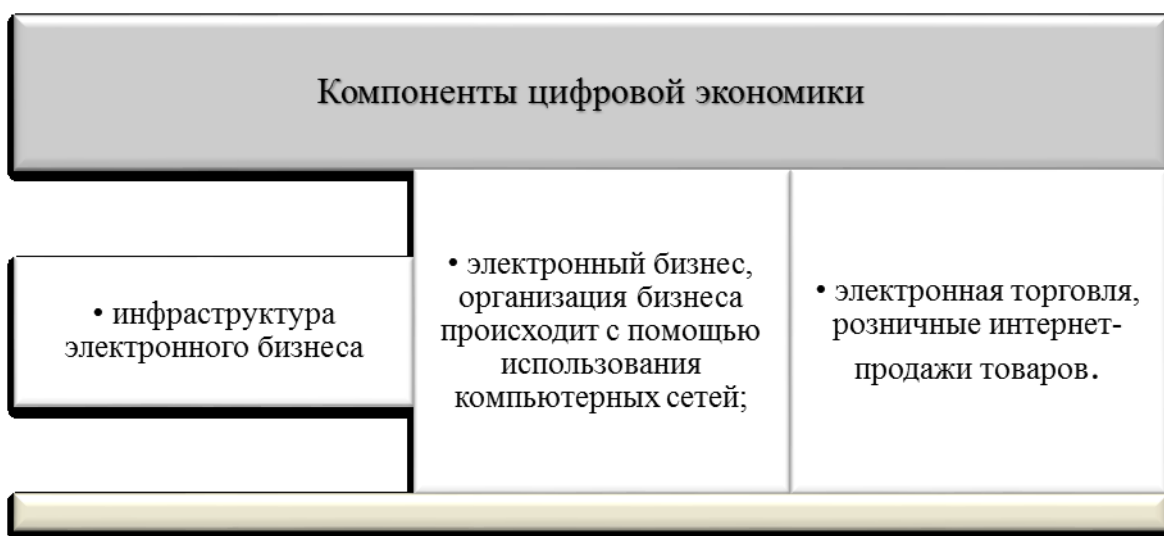 Компоненты цифровой экономики
• инфраструктура
электронного бизнеса
• электронный бизнес,
организация бизнеса
происходит с помощью
использования
компьютерных сетей;
• электронная торговля,
розничные интернет-
продажи товаров.